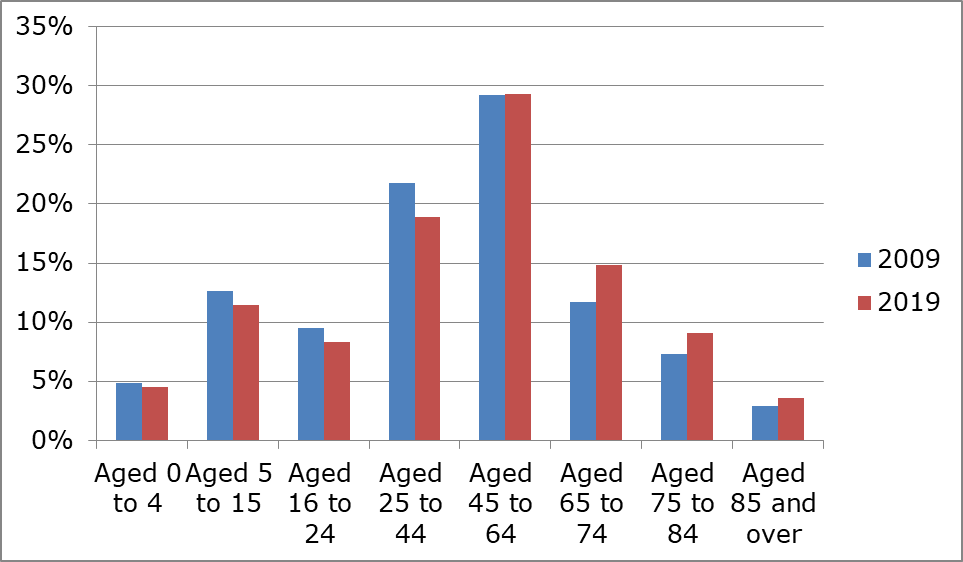 35%
30%
25%
20%
15%
10%
5%
0%
Aged 0
to 4
Aged 5
to 15
Aged
16 to
24
Aged
25 to
44
Aged
45 to
64
Aged
65 to
74
Aged
75 to
84
Aged
85 and
over
2009
2019